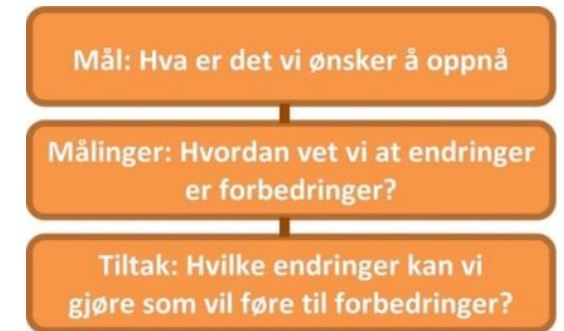 Mål: Hva er det vi ønsker å oppnå
Målinger: Hvordan vet vi at endringer
er forbedringer?
Tiltak: Hvilke endringer kan vi
gjøre som vil føre til forbedringer?